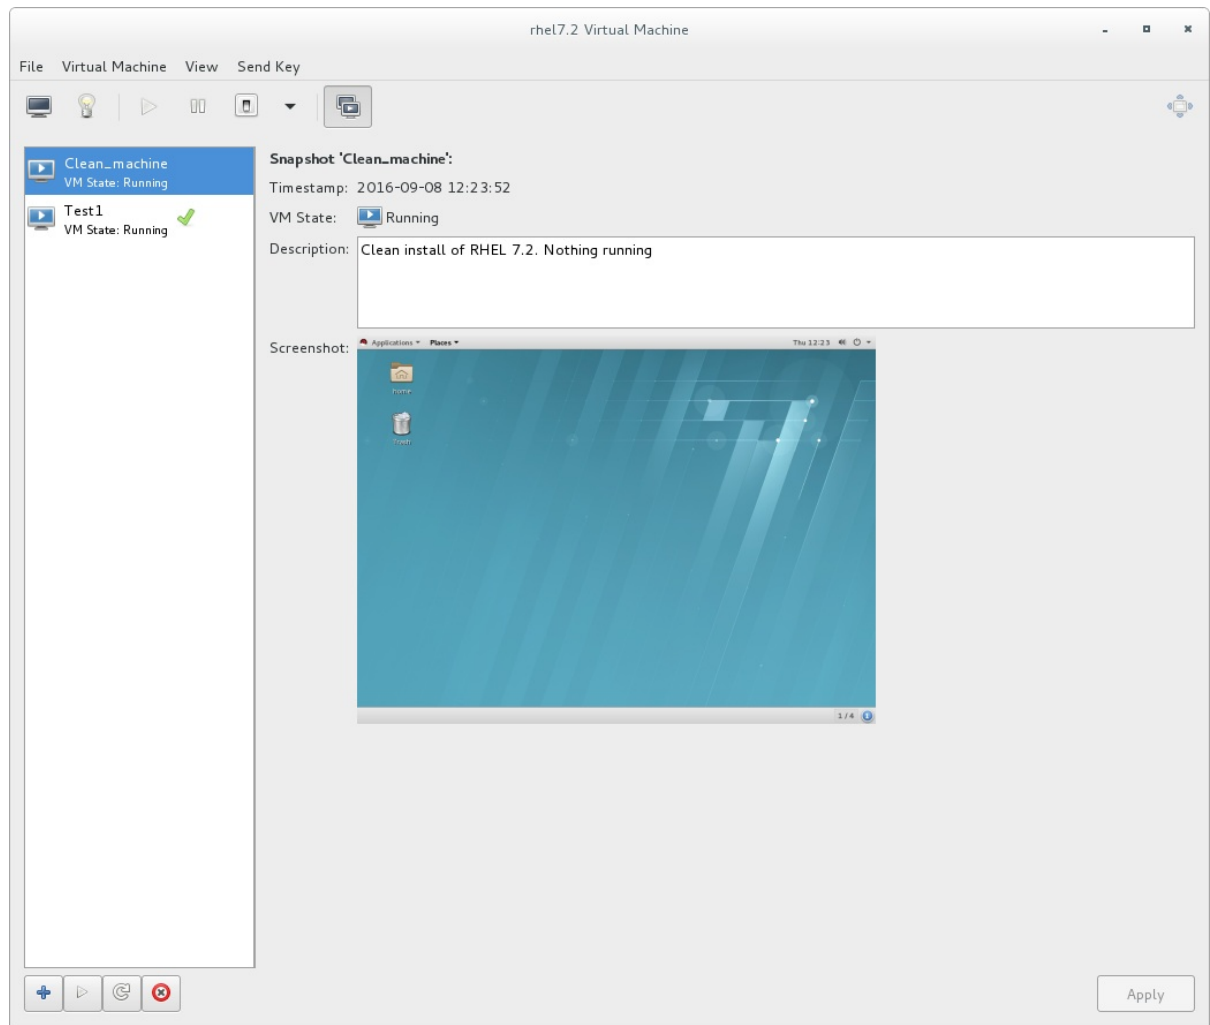 rhel7.2 Virtual Machine
File Virtual Machine View Send Key
Clean_machine
VM State: Running
Test1
VM State: Running
Snapshot 'Clean_machine':
Timestamp: 2016-09-08 12:23:52
VM State: Running
Description: Clean install of RHEL 7.2. Nothing running
Screenshot:
Applications Places Thu 12:23
home
Trash
1 / 4
Apply